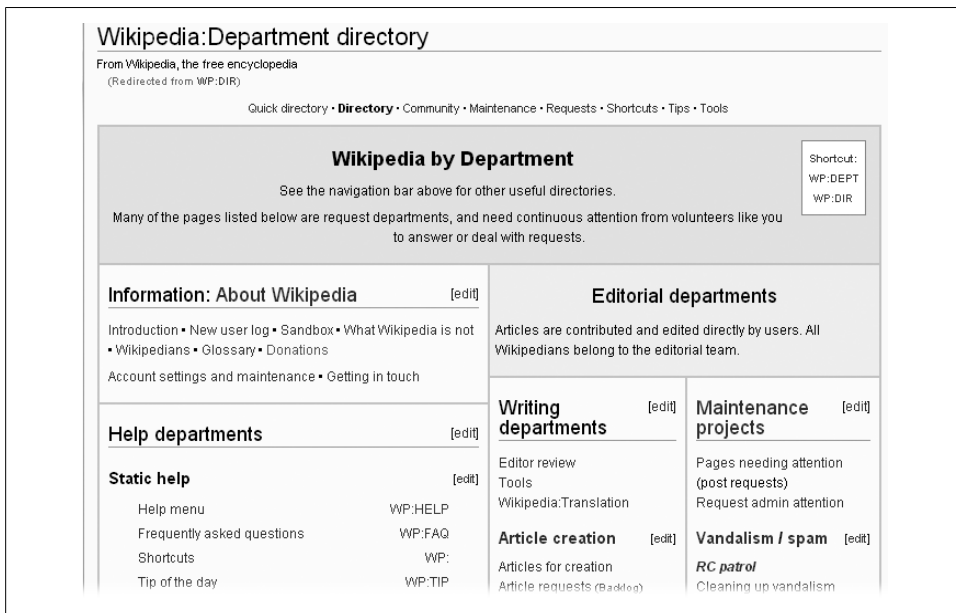 Wikipedia:Department directory
From Wikipedia, the free encyclopedia
(Redirected from WP:DIR)
Quick directory • Directory • Community • Maintenance • Requests • Shortcuts • Tips • Tools
Wikipedia by Department
See the navigation bar above for other useful directories.
Many of the pages listed below are request departments, and need continuous attention from volunteers like you
to answer or deal with requests.
Shortcut:
WP:DEPT
WP:DIR
Information: About Wikipedia [edit]
Introduction ▪ New user log ▪ Sandbox ▪ What Wikipedia is not
▪ Wikipedians ▪ Glossary ▪ Donations
Account settings and maintenance ▪ Getting in touch
Help departments [edit]
Static help [edit]
Help menu WP:HELP
Frequently asked questions WP:FAQ
Shortcuts WP:
Tip of the day WP:TIP
Editorial departments
Articles are contributed and edited directly by users. All
Wikipedians belong to the editorial team.
Writing [edit]
departments
Editor review
Tools
Wikipedia:Translation
Article creation [edit]
Articles for creation
Article requests (Backlog)
Maintenance [edit]
projects
Pages needing attention
(post requests)
Request admin attention
Vandalism / spam [edit]
RC patrol
Cleaning up vandalism